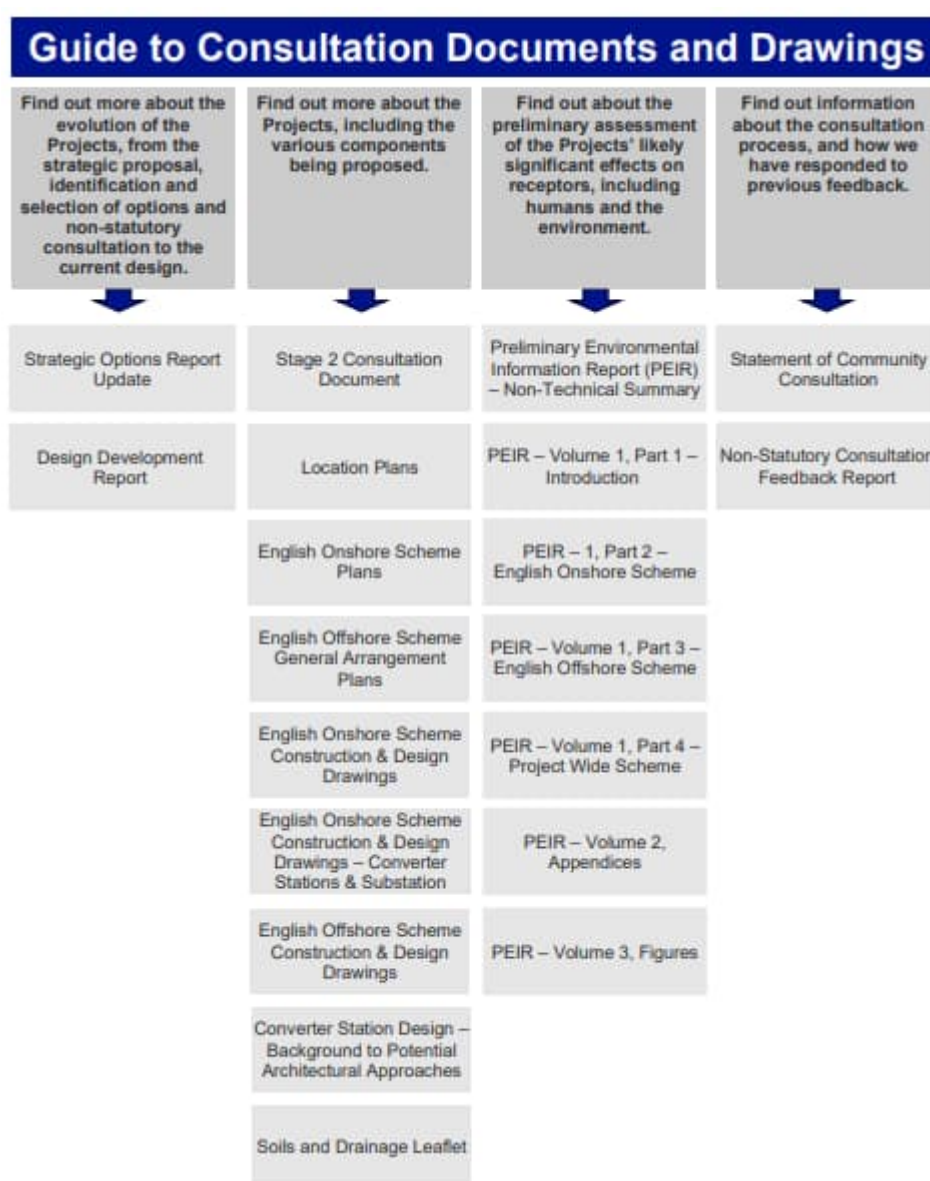 Guide to Consultation Documents and Drawings
Find out more about the
evolution of the
Projects, from the
strategic proposal,
identification and
selection of options and
non-statutory
consultation to the
current design.
Strategic Options Report
Update
Design Development
Report
Find out more about the
Projects, including the
various components
being proposed.
Stage 2 Consultation
Document
Location Plans
English Onshore Scheme
Plans
English Offshore Scheme
General Arrangement
Plans
English Onshore Scheme
Construction & Design
Drawings
English Onshore Scheme
Construction & Design
Drawings – Converter
Stations & Substation
English Offshore Scheme
Construction & Design
Drawings
Converter Station Design –
Background to Potential
Architectural Approaches
Soils and Drainage Leaflet
Find out about the
preliminary assessment
of the Projects' likely
significant effects on
receptors, including
humans and the
environment.
Preliminary Environmental
Information Report (PEIR)
– Non-Technical Summary
PEIR – Volume 1, Part 1 –
Introduction
PEIR – 1, Part 2 –
English Onshore Scheme
PEIR – Volume 1, Part 3 –
English Offshore Scheme
PEIR – Volume 1, Part 4 –
Project Wide Scheme
PEIR – Volume 2,
Appendices
PEIR – Volume 3, Figures
Find out information
about the consultation
process, and how we
have responded to
previous feedback.
Statement of Community
Consultation
Non-Statutory Consultation
Feedback Report